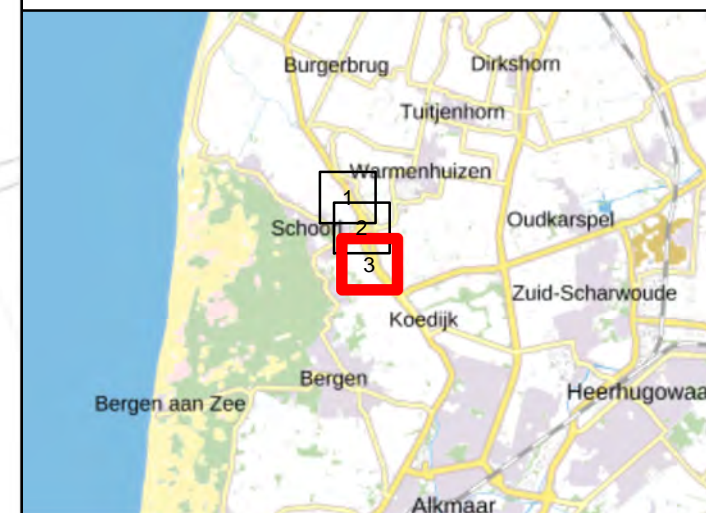 Burgerbrug
Dirkshorn
Tuitjenhorn
Warmenhuizen
1
Schoorl
2
Oudkarspel
3
Zuid-Scharwoude
Koedijk
Bergen
Heerhugowaa
Bergen aan Zee
Alkmaar